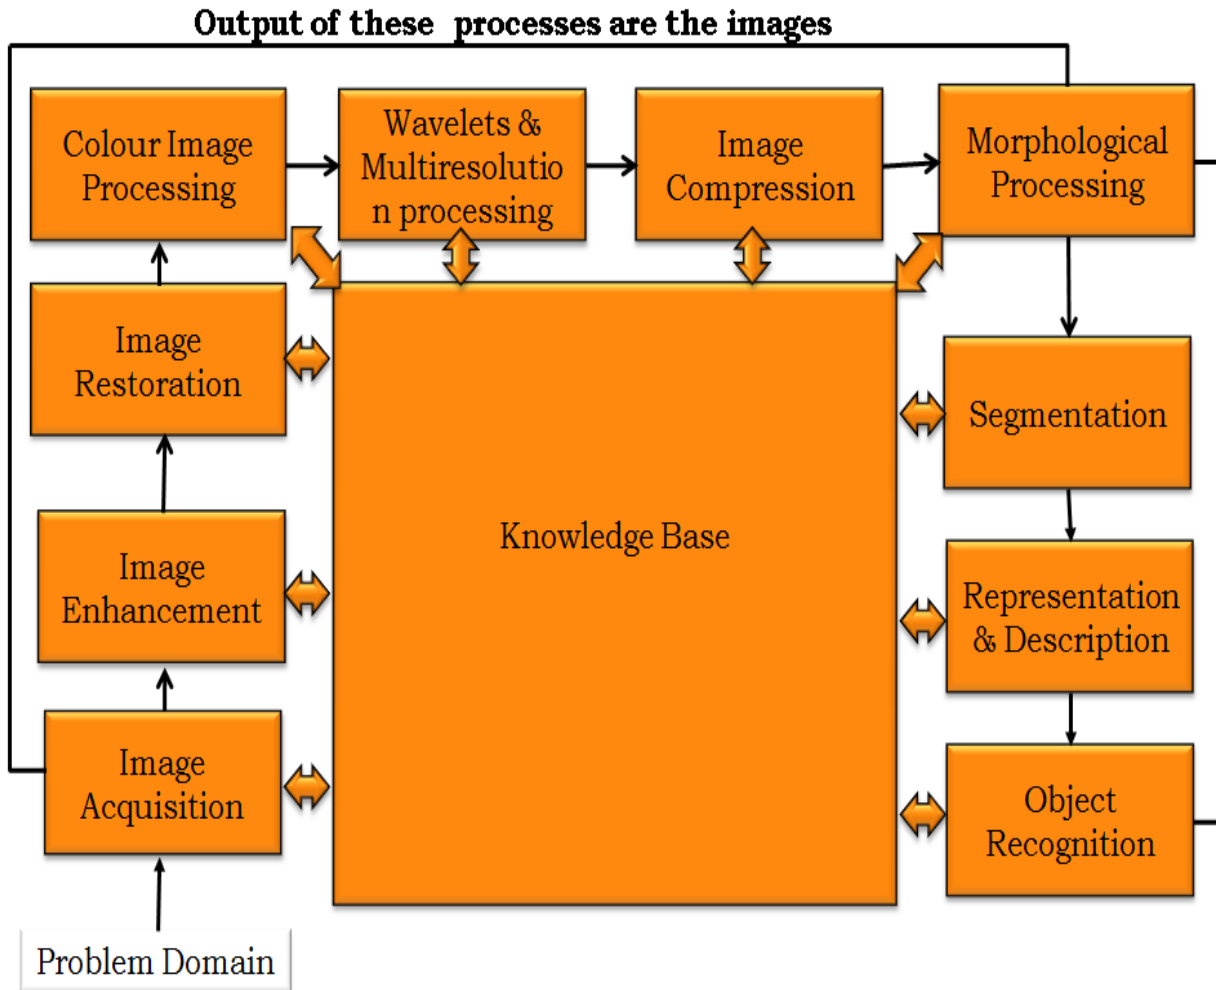 Output of these processes are the images
Colour Image
Processing
Wavelets &
Multiresolutio
n processing
Image
Compression
Morphological
Processing
Image
Restoration
Segmentation
Knowledge Base
Image
Enhancement
Representation
& Description
Image
Acquisition
Object
Recognition
Problem Domain